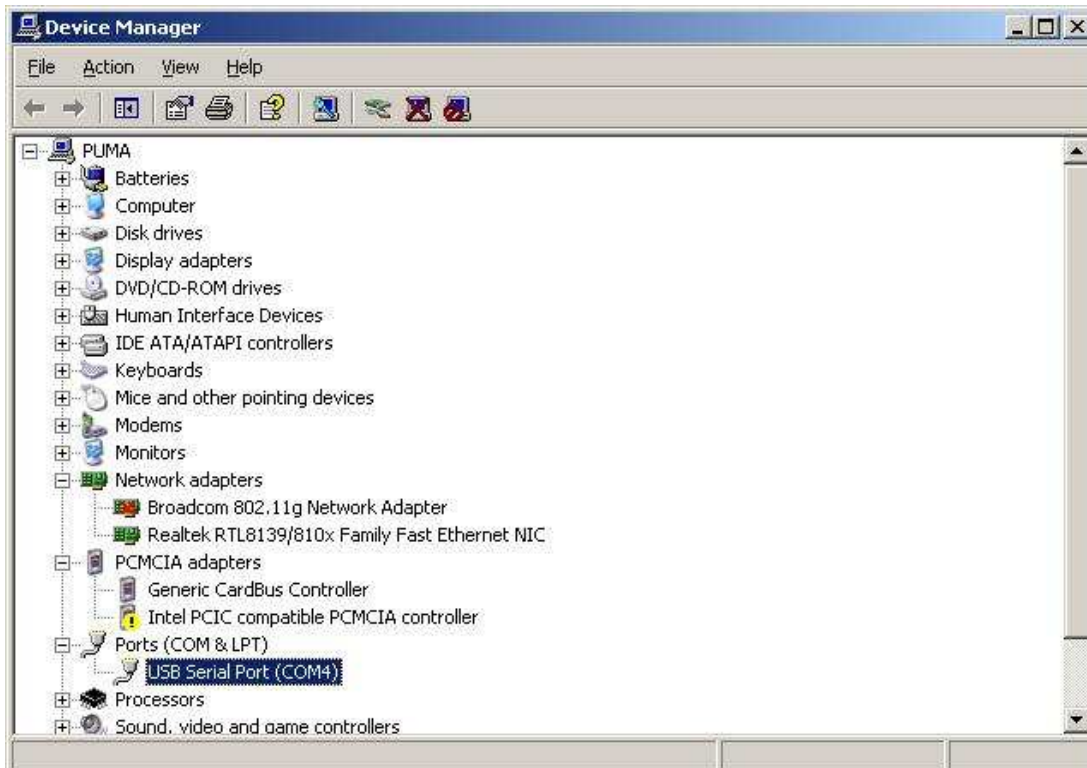 Device Manager
File Action View Help
PUMA
Batteries
Computer
Disk drives
Display adapters
DVD/CD-ROM drives
Human Interface Devices
IDE ATA/ATAPI controllers
Keyboards
Mice and other pointing devices
Modems
Monitors
Network adapters
Broadcom 802.11g Network Adapter
Realtek RTL8139/810x Family Fast Ethernet NIC
PCMCIA adapters
Generic CardBus Controller
Intel PCIC compatible PCMCIA controller
Ports (COM & LPT)
USB Serial Port (COM4)
Processors
Sound, video and game controllers